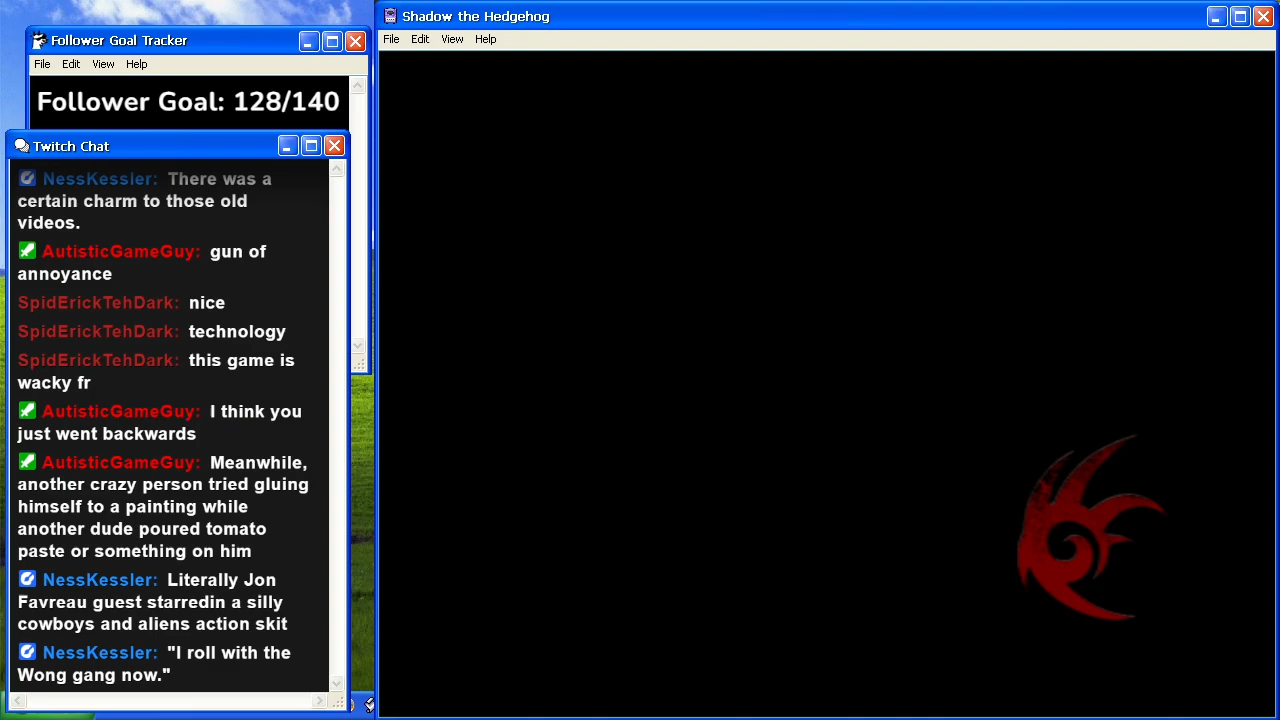 Follower Goal Tracker
File Edit View Help
Follower Goal: 128/140
Twitch Chat
NessKessler: There was a
certain charm to those old
videos.
AutisticGameGuy: gun of
annoyance
SpidErickTehDark: nice
SpidErickTehDark: technology
SpidErickTehDark: this game is
wacky fr
AutisticGameGuy: I think you
just went backwards
AutisticGameGuy: Meanwhile,
another crazy person tried gluing
himself to a painting while
another dude poured tomato
paste or something on him
NessKessler: Literally Jon
Favreau guest starredin a silly
cowboys and aliens action skit
NessKessler: "I roll with the
Wong gang now."
Shadow the Hedgehog
File Edit View Help